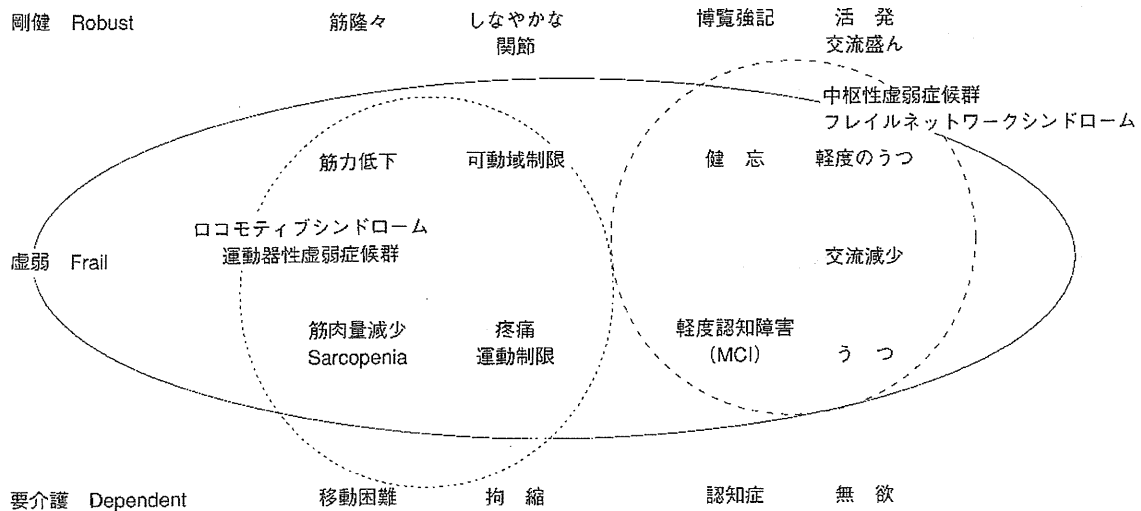 剛健 Robust 筋隆々 しなやかな 博覧強記 活 発
関節 交流盛ん
中枢性虚弱症候群
フレイルネットワークシンドローム
筋力低下 可動域制限 健 忘 軽度のうつ
ロコモティブシンドローム
運動器性虚弱症候群
虚弱 Frail 交流減少
筋肉量減少 疼痛 軽度認知障害
Sarcopenia 運動制限 (MCI) う つ
要介護 Dependent 移動困難 拘 縮 認知症 無 欲